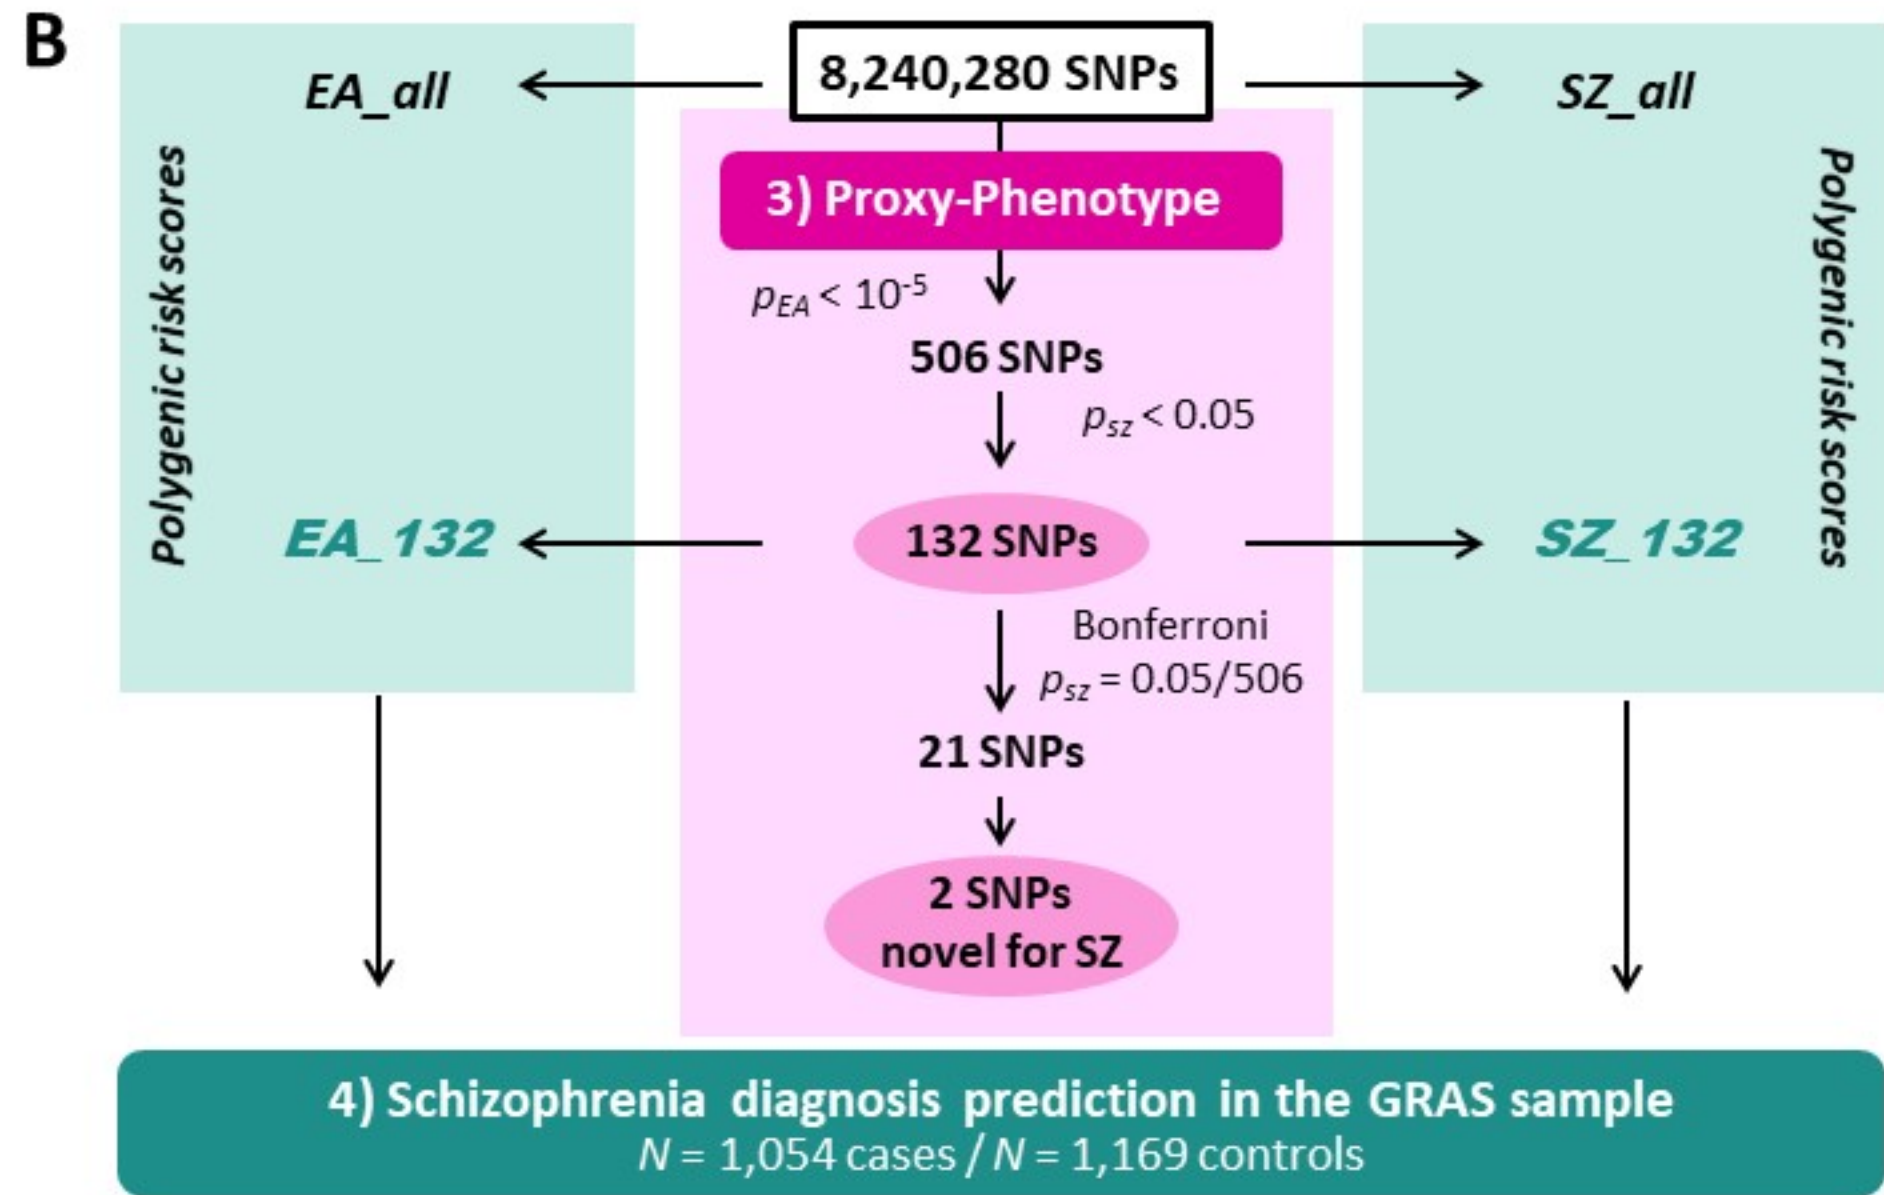 B
8,240,280 SNPs
EA_all
SZ_all
Polygenic risk scores
Polygenic risk scores
3) Proxy-Phenotype
pEA < 10-5
506 SNPs
psz < 0.05
EA_132
132 SNPs
SZ_132
Bonferroni
psz = 0.05/506
21 SNPs
2 SNPs
novel for SZ
4) Schizophrenia diagnosis prediction in the GRAS sample
N = 1,054 cases / N = 1,169 controls